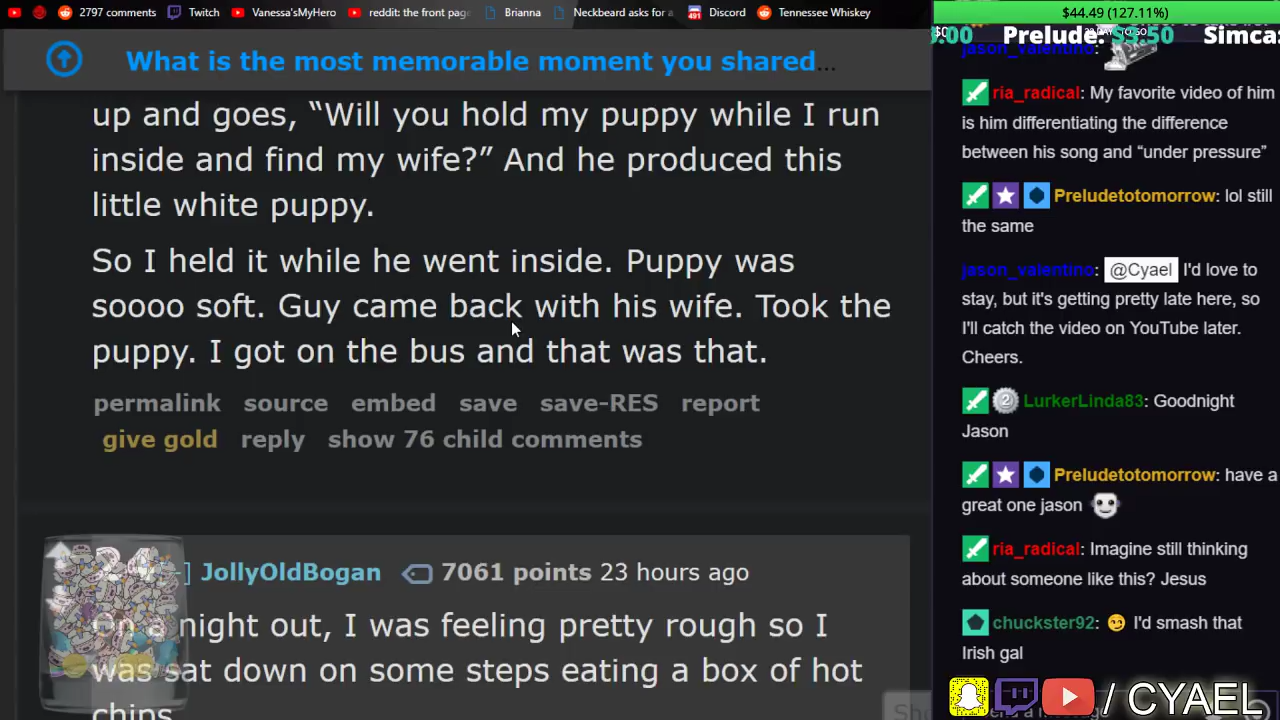 2797 comments
Twitch
Vanessa'sMyHero
reddit: the front page
Brianna
Neckbeard asks for a
Discord
Tennessee Whiskey
What is the most memorable moment you shared...
up and goes, “Will you hold my puppy while I run
inside and find my wife?” And he produced this
little white puppy.
So I held it while he went inside. Puppy was
soooo soft. Guy came back with his wife. Took the
puppy. I got on the bus and that was that.
permalink source embed save save-RES report
give gold reply show 76 child comments
JollyOldBogan 7061 points 23 hours ago
On a night out, I was feeling pretty rough so I
was sat down on some steps eating a box of hot
chips
$44.49 (127.11%)
Prelude: $3.50 Simca
jason_valentino:
ria_radical: My favorite video of him
is him differentiating the difference
between his song and “under pressure”
Preludetotomorrow: lol still
the same
jason_valentino: @Cyael I'd love to
stay, but it's getting pretty late here, so
I'll catch the video on YouTube later.
Cheers.
LurkerLinda83: Goodnight
Jason
Preludetotomorrow: have a
great one jason
ria_radical: Imagine still thinking
about someone like this? Jesus
chuckster92: I'd smash that
Irish gal
/ CYAEL